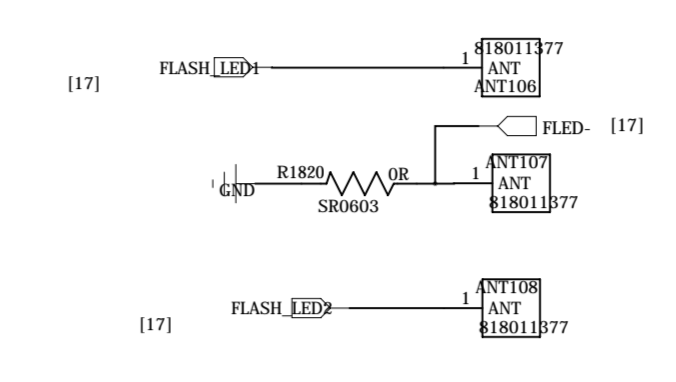 818011377
FLASH_LED1
1
ANT
[17]
ANT106
FLED-
[17]
ANT107
R1820
0R
1
ANT
GND
SR0603
818011377
ANT108
1
FLASH_LED2
ANT
[17]
818011377